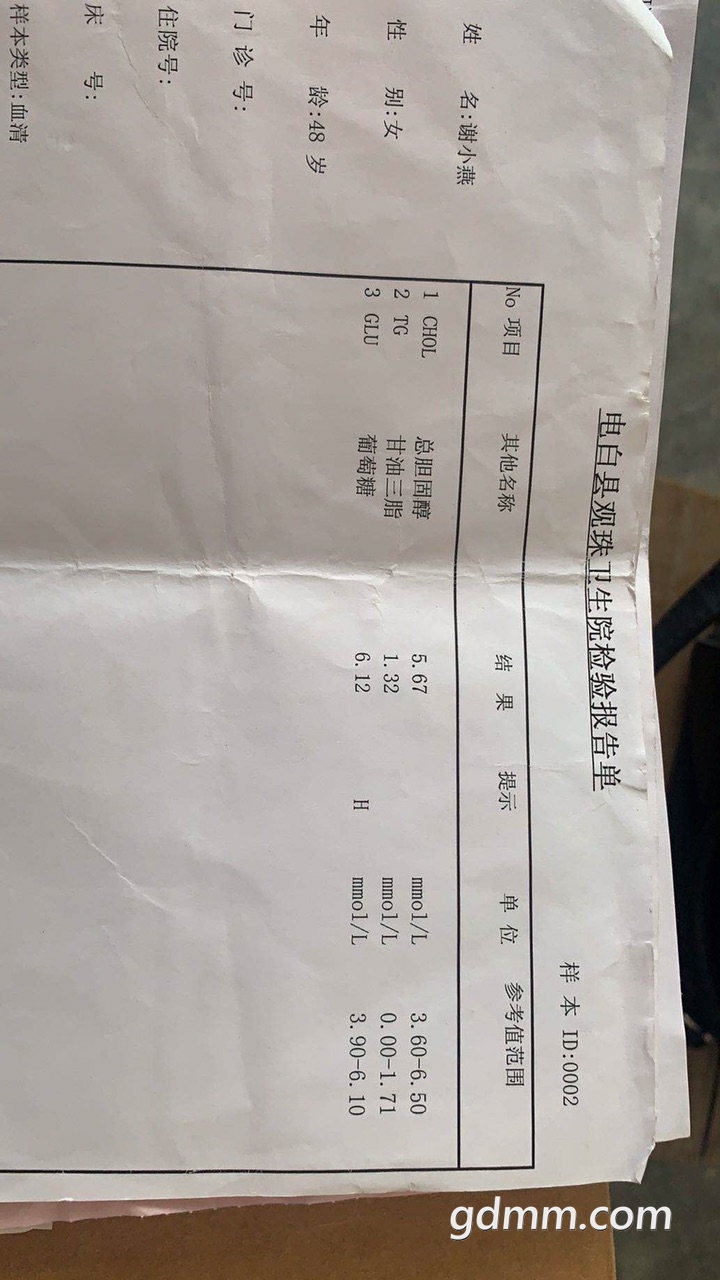 电白县观珠卫生院检验报告单
样 本 ID:0002
姓 名:谢小燕
性 别:女
年 龄:48 岁
门 诊 号:
住院号:
床 号:
样本类型:血清
No 项目 其他名称 结 果 提示 单 位 参考值范围
1 CHOL 总胆固醇 5.67 mmol/L 3.60-6.50
2 TG 甘油三脂 1.32 mmol/L 0.00-1.71
3 GLU 葡萄糖 6.12 H mmol/L 3.90-6.10
gdmm.com